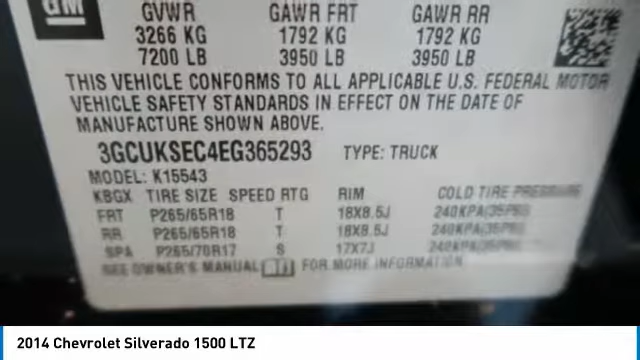 GM
GVWR GAWR FRT GAWR RR
3266 KG 1792 KG 1792 KG
7200 LB 3950 LB 3950 LB
THIS VEHICLE CONFORMS TO ALL APPLICABLE U.S. FEDERAL MOTOR
VEHICLE SAFETY STANDARDS IN EFFECT ON THE DATE OF
MANUFACTURE SHOWN ABOVE.
3GCUKSEC4EG365293 TYPE: TRUCK
MODEL: K15543
KBGX TIRE SIZE SPEED RTG RIM COLD TIRE PRESSURE
FRT P265/65R18 T 18X8.5J 240KPA(35PSI)
RR P265/65R18 T 18X8.5J 240KPA(35PSI)
SPA P265/70R17 S 17X7J 240KPA(35PSI)
SEE OWNER'S MANUAL FOR MORE INFORMATION
2014 Chevrolet Silverado 1500 LTZ